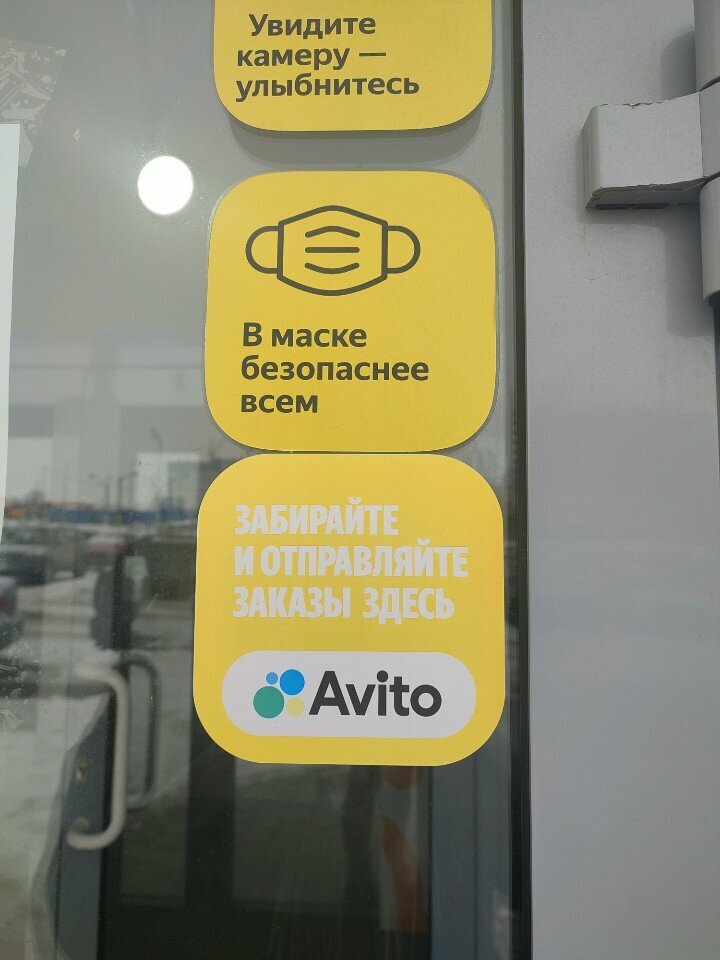 Увидите
камеру —
улыбнитесь
В маске
безопаснее
всем
ЗАБИРАЙТЕ
И ОТПРАВЛЯЙТЕ
ЗАКАЗЫ ЗДЕСЬ
Avito